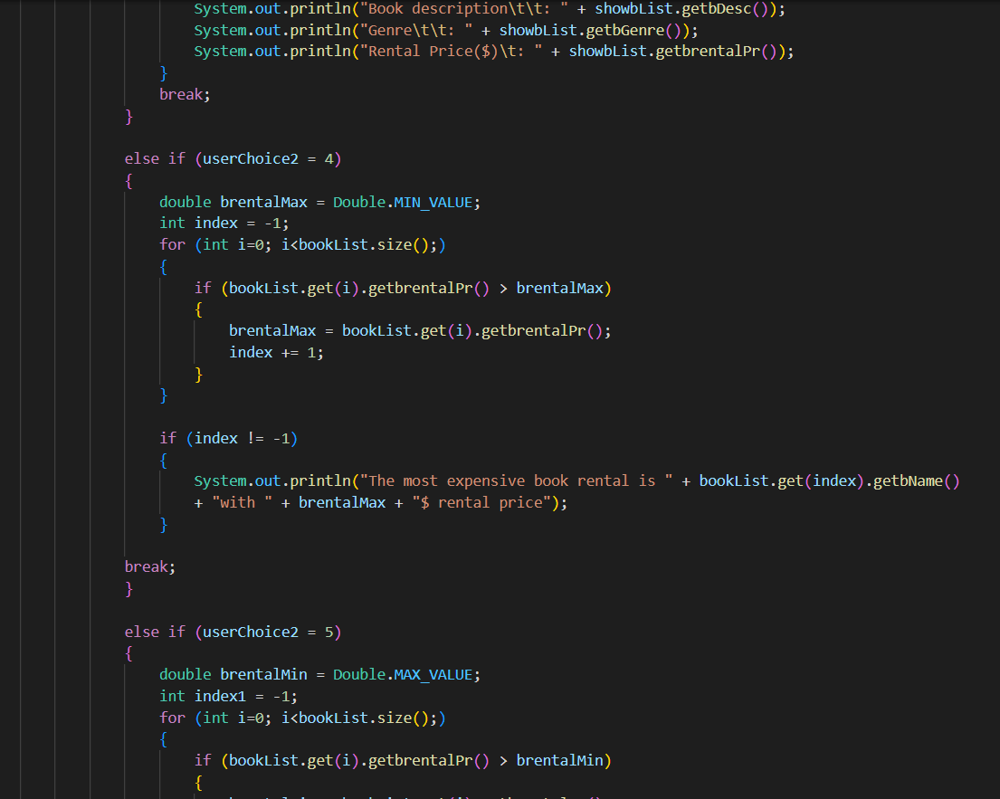 System.out.println("Book description\t\t: " + showbList.getbDesc());
System.out.println("Genre\t\t: " + showbList.getbGenre());
System.out.println("Rental Price($)\t: " + showbList.getbrentalPr());
}
break;
}
else if (userChoice2 = 4)
{
double brentalMax = Double.MIN_VALUE;
int index = -1;
for (int i=0; i<bookList.size();)
{
if (bookList.get(i).getbrentalPr() > brentalMax)
{
brentalMax = bookList.get(i).getbrentalPr();
index += 1;
}
}
if (index != -1)
{
System.out.println("The most expensive book rental is " + bookList.get(index).getbName()
+ "with " + brentalMax + "$ rental price");
}
break;
}
else if (userChoice2 = 5)
{
double brentalMin = Double.MAX_VALUE;
int index1 = -1;
for (int i=0; i<bookList.size();)
{
if (bookList.get(i).getbrentalPr() > brentalMin)
{